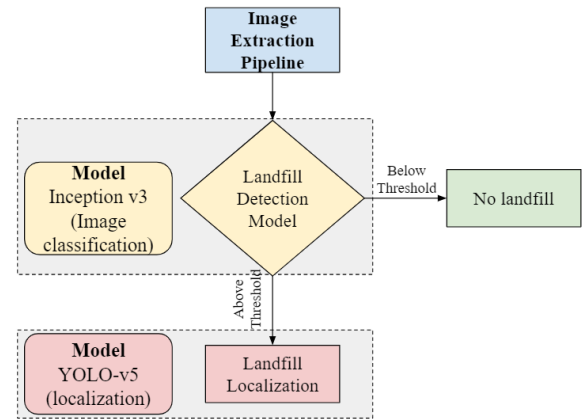 Image
Extraction
Pipeline
Model
Inception v3
(Image
classification)
Landfill
Detection
Model
Below
Threshold
No landfill
Above
Threshold
Model
YOLO-v5
(localization)
Landfill
Localization